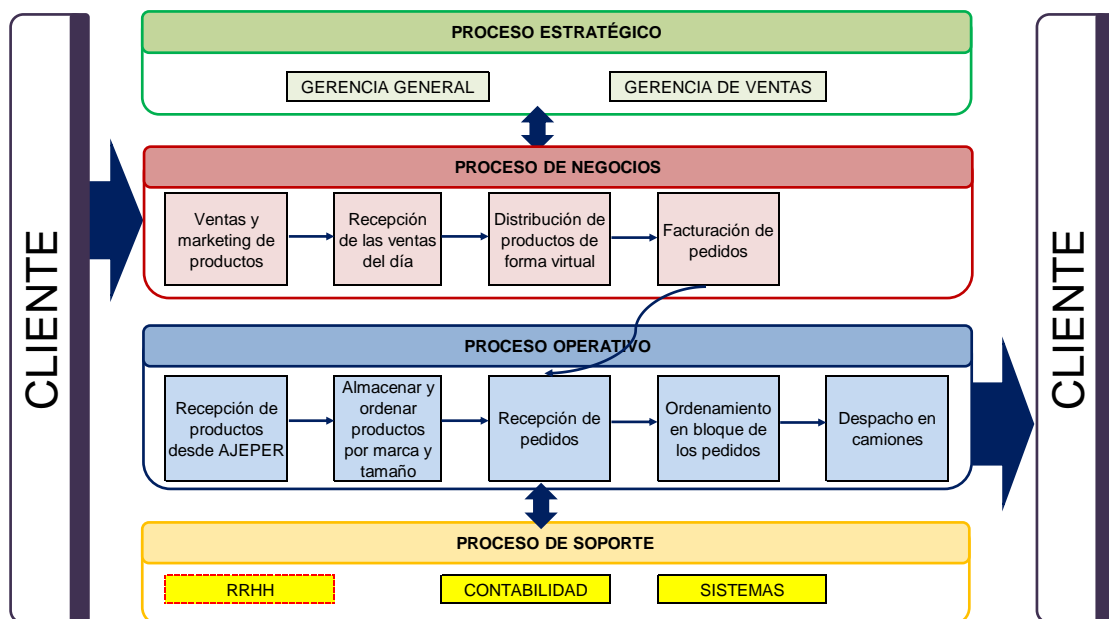 CLIENTE
PROCESO ESTRATÉGICO
GERENCIA GENERAL
GERENCIA DE VENTAS
PROCESO DE NEGOCIOS
Ventas y
marketing de
productos
Recepción
de las ventas
del día
Distribución de
productos de
forma virtual
Facturación de
pedidos
PROCESO OPERATIVO
Recepción de
productos
desde AJEPER
Almacenar y
ordenar
productos
por marca y
tamaño
Recepción
de pedidos
Ordenamiento
en bloque de
los pedidos
Despacho en
camiones
PROCESO DE SOPORTE
RRHH
CONTABILIDAD
SISTEMAS
CLIENTE